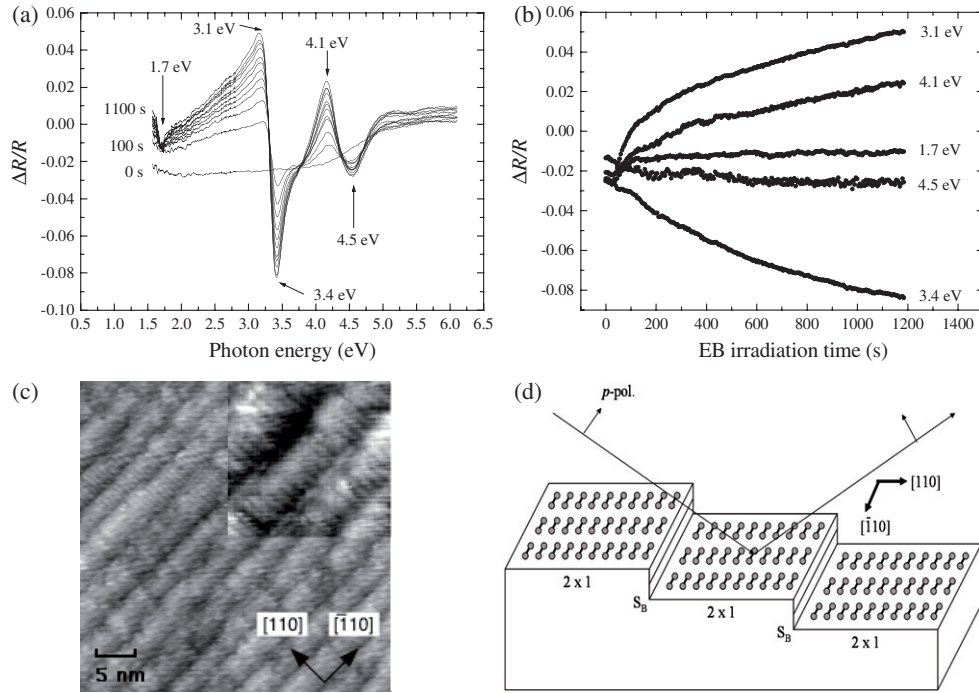 (a)
0.06
0.04
0.02
0.00
-0.02
-0.04
-0.06
-0.08
-0.10
ΔR/R
3.1 eV
4.1 eV
1.7 eV
1100 s
100 s
0 s
4.5 eV
3.4 eV
0.5 1.0 1.5 2.0 2.5 3.0 3.5 4.0 4.5 5.0 5.5 6.0 6.5
Photon energy (eV)
(b)
0.04
0.02
-0.00
-0.02
-0.04
-0.06
-0.08
ΔR/R
3.1 eV
4.1 eV
1.7 eV
4.5 eV
3.4 eV
0 200 400 600 800 1000 1200 1400
EB irradiation time (s)
(c)
[110] [1̄10]
5 nm
(d)
p-pol.
[110]
[1̄10]
2 x 1
S_B
2 x 1
S_B
2 x 1